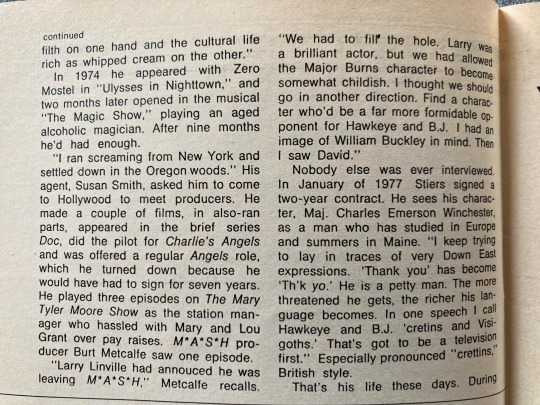 continued
filth on one hand and the cultural life
rich as whipped cream on the other."
In 1974 he appeared with Zero
Mostel in "Ulysses in Nighttown," and
two months later opened in the musical
"The Magic Show," playing an aged
alcoholic magician. After nine months
he'd had enough.
"I ran screaming from New York and
settled down in the Oregon woods." His
agent, Susan Smith, asked him to come
to Hollywood to meet producers. He
made a couple of films, in also-ran
parts, appeared in the brief series
Doc, did the pilot for Charlie's Angels
and was offered a regular Angels role,
which he turned down because he
would have had to sign for seven years.
He played three episodes on The Mary
Tyler Moore Show as the station man-
ager who hassled with Mary and Lou
Grant over pay raises. M*A*S*H pro-
ducer Burt Metcalfe saw one episode.
"Larry Linville had annouced he was
leaving M*A*S*H," Metcalfe recalls.
"We had to fill the hole. Larry was
a brilliant actor, but we had allowed
the Major Burns character to become
somewhat childish. I thought we should
go in another direction. Find a charac-
ter who'd be a far more formidable op-
ponent for Hawkeye and B.J. I had an
image of William Buckley in mind. Then
I saw David."
Nobody else was ever interviewed.
In January of 1977 Stiers signed a
two-year contract. He sees his charac-
ter, Maj. Charles Emerson Winchester,
as a man who has studied in Europe
and summers in Maine. "I keep trying
to lay in traces of very Down East
expressions. 'Thank you' has become
'Th'k yo.' He is a petty man. The more
threatened he gets, the richer his lan-
guage becomes. In one speech I call
Hawkeye and B.J. 'cretins and Visi-
goths.' That's got to be a television
first." Especially pronounced "crettins,"
British style.
That's his life these days. During